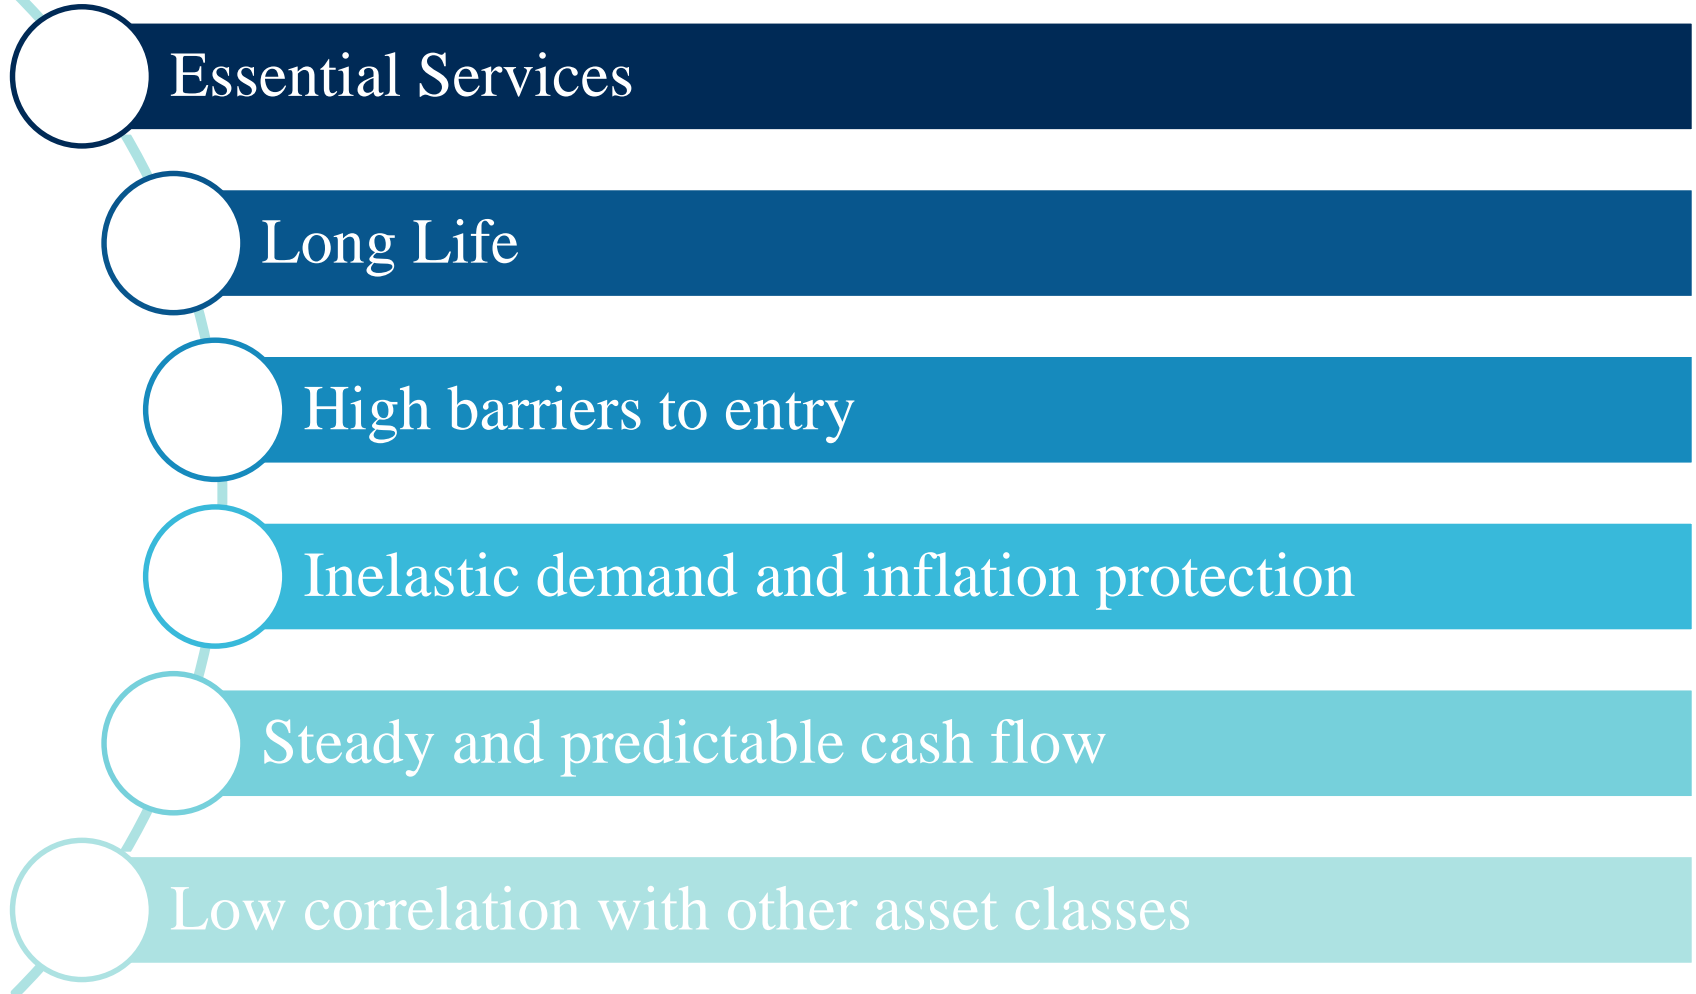 Essential Services
Long Life
High barriers to entry
Inelastic demand and inflation protection
Steady and predictable cash flow
Low correlation with other asset classes